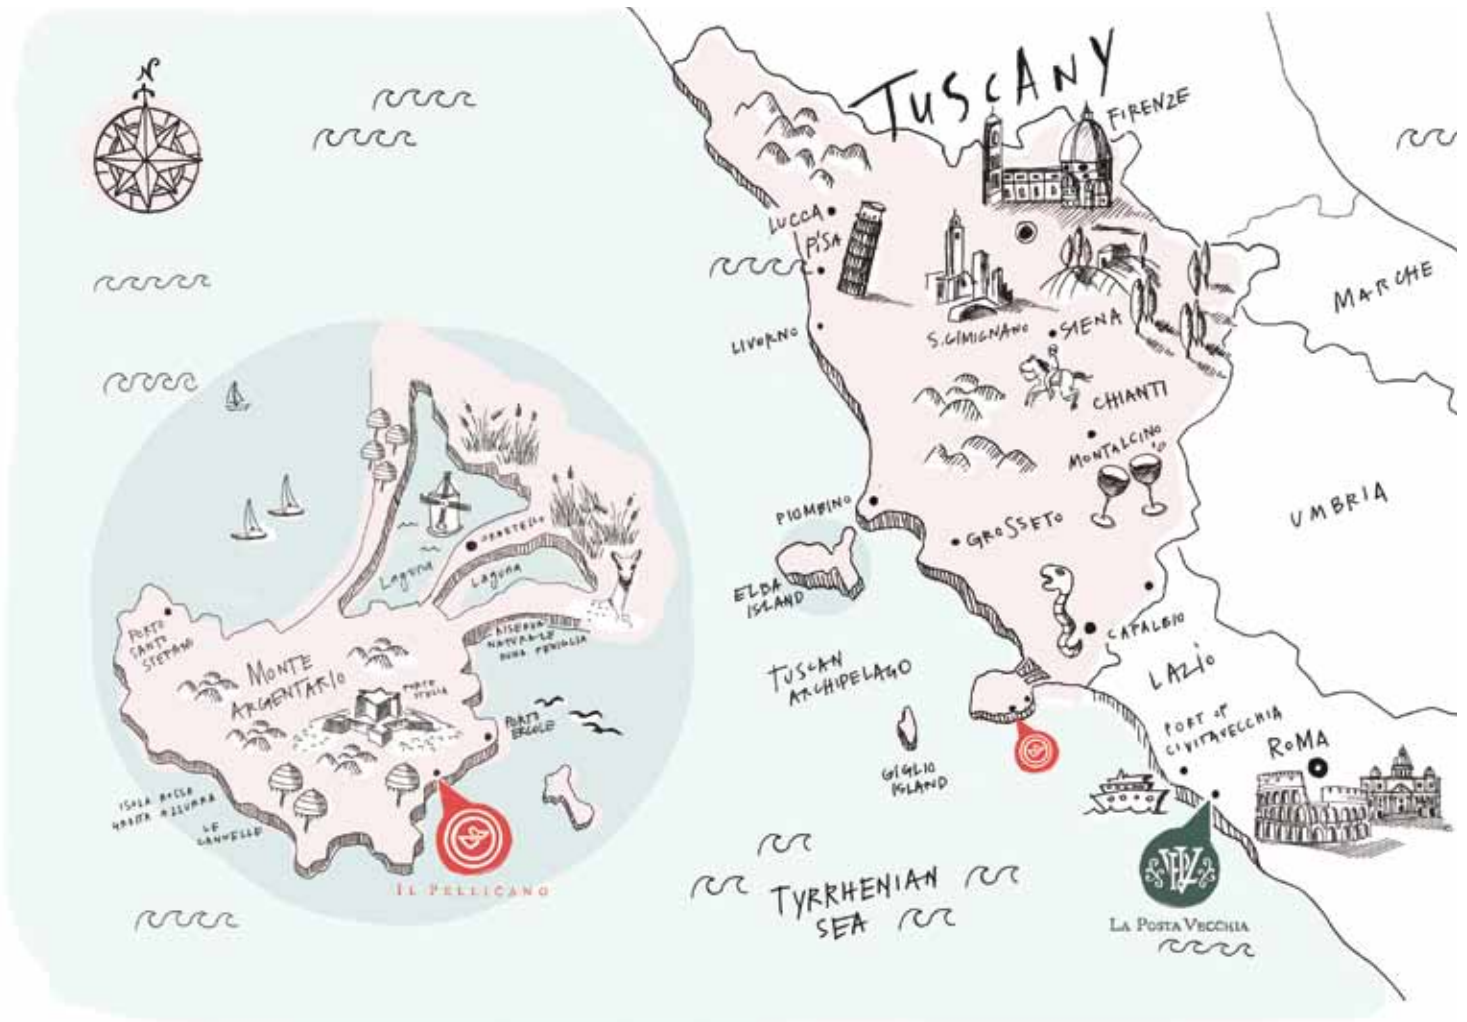 N
TUSCANY
FIRENZE
LUCCA
PISA
MARCHE
LIVORNO
S. GIMIGNANO
SIENA
CHIANTI
MONTALCINO
UMBRIA
PIOMBINO
GROSSETO
ELBA
ISLAND
CAPALBIO
TUSCAN
ARCHIPELAGO
LAZIO
PORT OF
CIVITAVECCHIA
ROMA
GIGLIO
ISLAND
TYRRHENIAN
SEA
LA POSTA VECCHIA
ORBETELLO
Laguna
Laguna
PORTO
SANTO
STEFANO
RISERVA
NATURALE
DUNA FENIGLIA
MONTE
ARGENTARIO
FORTE
STELLA
PORTO
ERCOLE
ISOLA ROSSA
GROTTA AZZURRA
LE
CANNELLE
IL PELLICANO